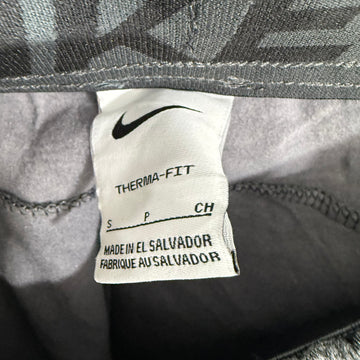 THERMA-FIT
S P CH
MADE IN EL SALVADOR
FABRIQUE AU SALVADOR